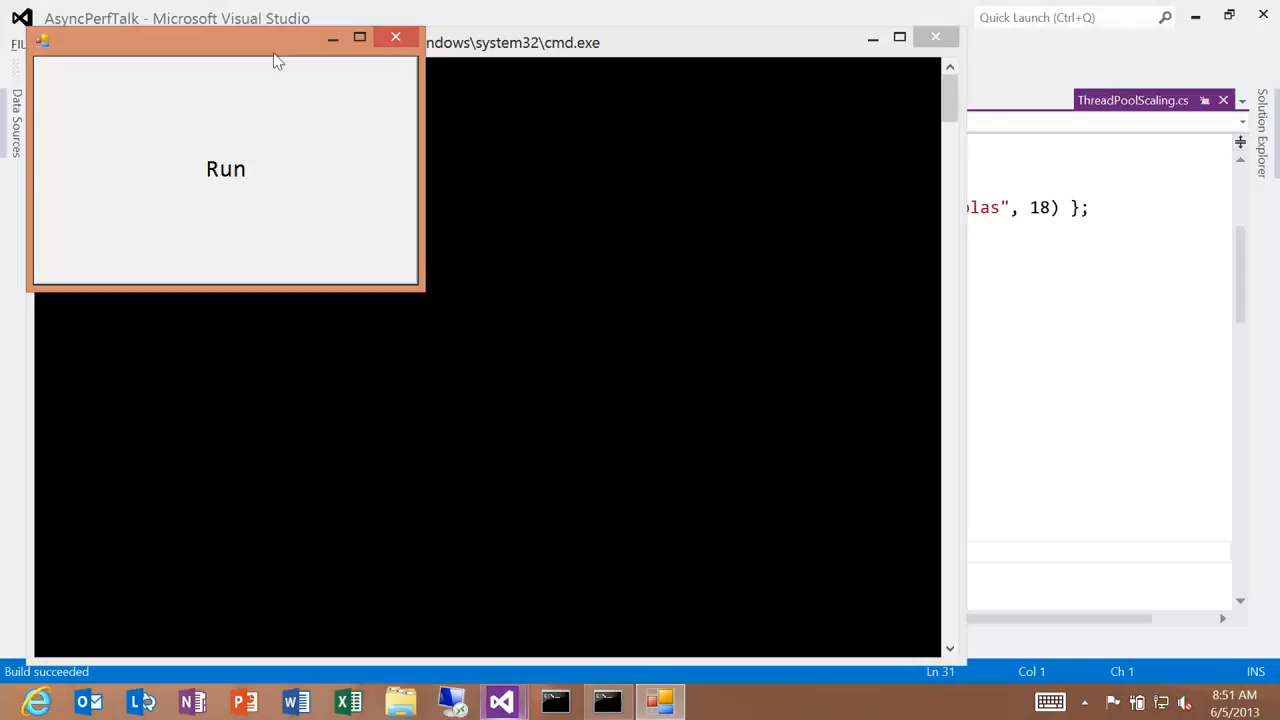 AsyncPerfTalk - Microsoft Visual Studio
Quick Launch (Ctrl+Q)
ndows\system32\cmd.exe
Data Sources
Run
ThreadPoolScaling.cs
Solution Explorer
las", 18) };
Build succeeded
Ln 31
Col 1
Ch 1
INS
8:51 AM
6/5/2013